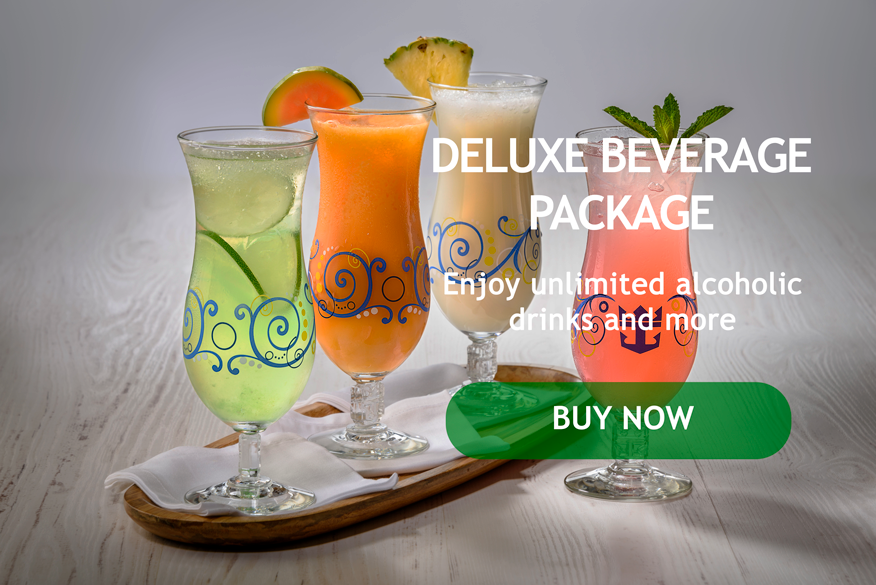 DELUXE BEVERAGE
PACKAGE
Enjoy unlimited alcoholic
drinks and more
BUY NOW